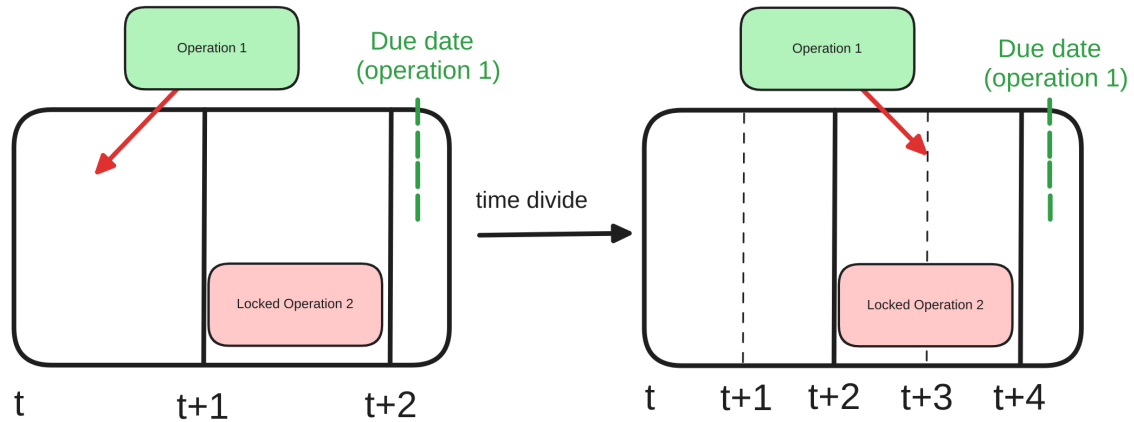 Operation 1
Due date
(operation 1)
Locked Operation 2
t
t+1
t+2
time divide
Operation 1
Due date
(operation 1)
Locked Operation 2
t
t+1
t+2
t+3
t+4